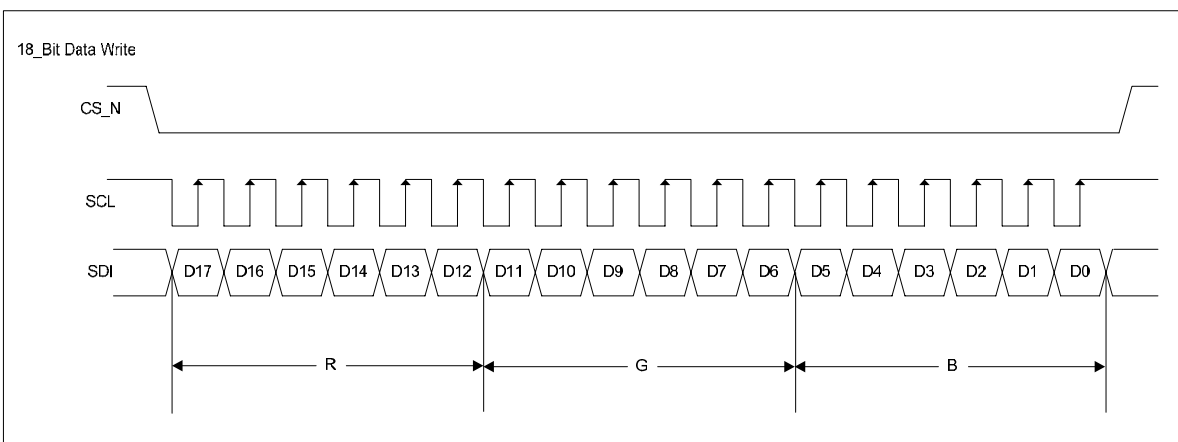 18_Bit Data Write
CS_N
SCL
SDI D17 D16 D15 D14 D13 D12 D11 D10 D9 D8 D7 D6 D5 D4 D3 D2 D1 D0
R G B